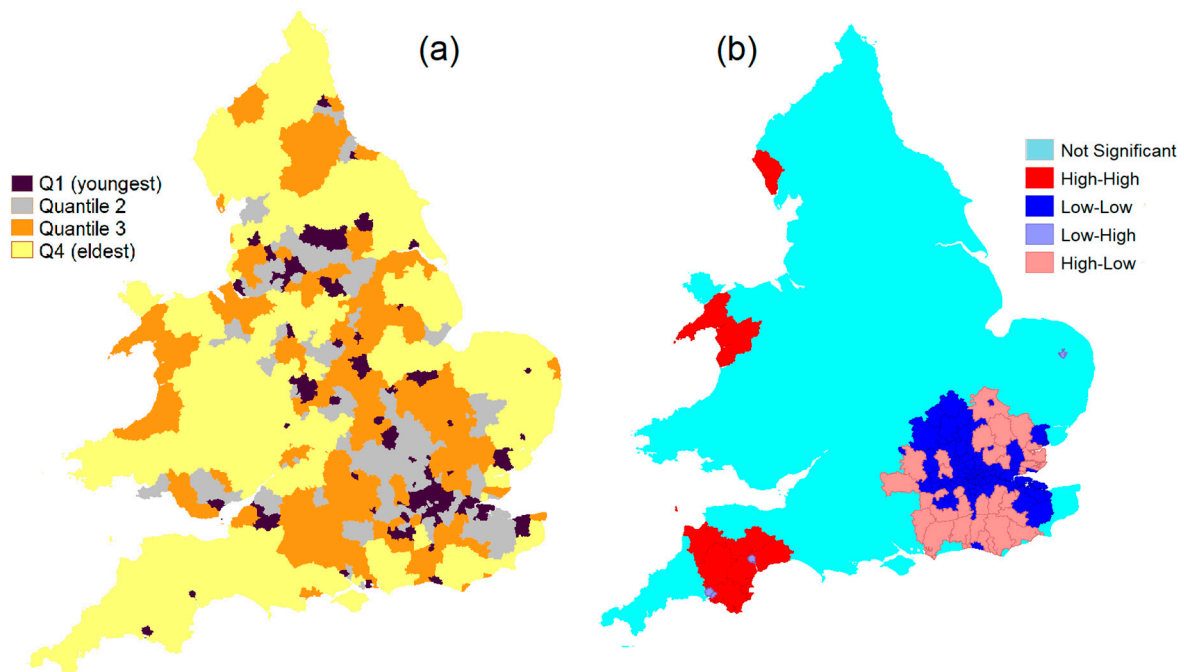 (a)
Q1 (youngest)
Quantile 2
Quantile 3
Q4 (eldest)
(b)
Not Significant
High-High
Low-Low
Low-High
High-Low